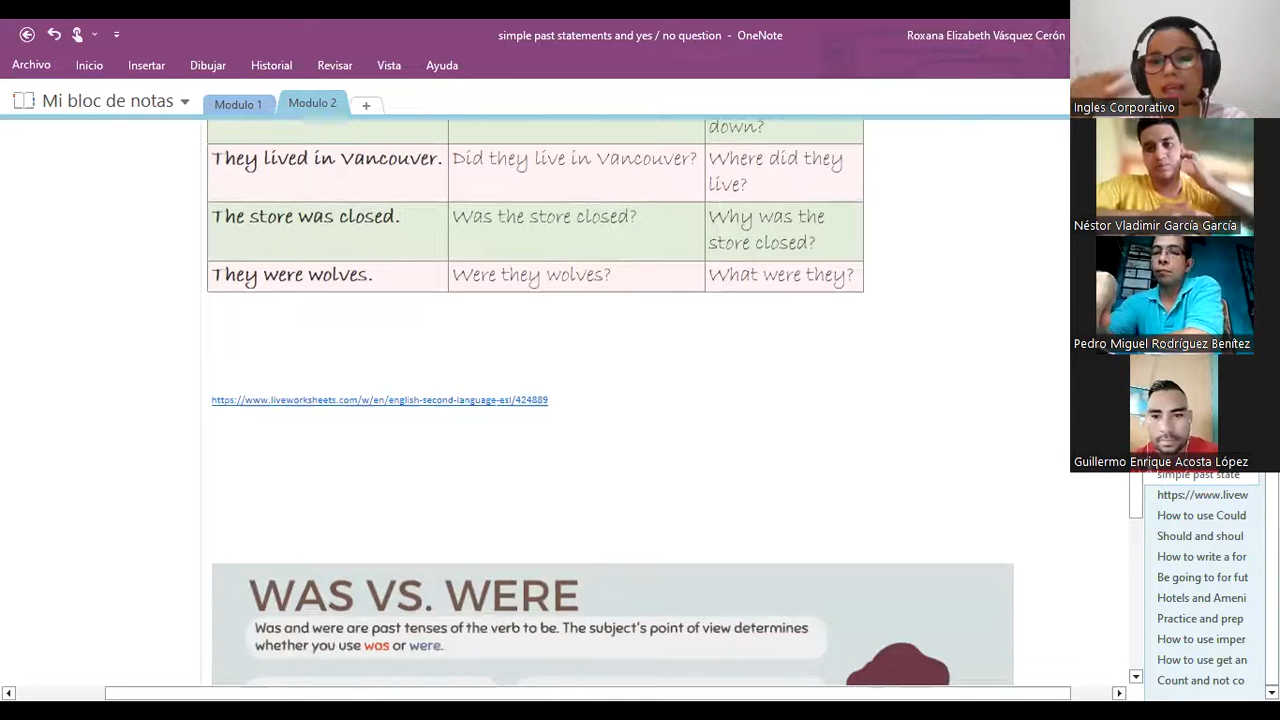 simple past statements and yes / no question - OneNote
Roxana Elizabeth Vásquez Cerón
Archivo
Inicio
Insertar
Dibujar
Historial
Revisar
Vista
Ayuda
Mi bloc de notas
Modulo 1
Modulo 2
down?
They lived in Vancouver.
Did they live in Vancouver?
Where did they
live?
The store was closed.
Was the store closed?
Why was the
store closed?
They were wolves.
Were they wolves?
What were they?
https://www.liveworksheets.com/w/en/english-second-language-esl/424889
WAS VS. WERE
Was and were are past tenses of the verb to be. The subject's point of view determines
whether you use was or were.
Ingles Corporativo
Néstor Vladimir García García
Pedro Miguel Rodríguez Benítez
Guillermo Enrique Acosta López
simple past state
https://www.livew
How to use Could
Should and shoul
How to write a for
Be going to for fut
Hotels and Ameni
Practice and prep
How to use imper
How to use get an
Count and not co